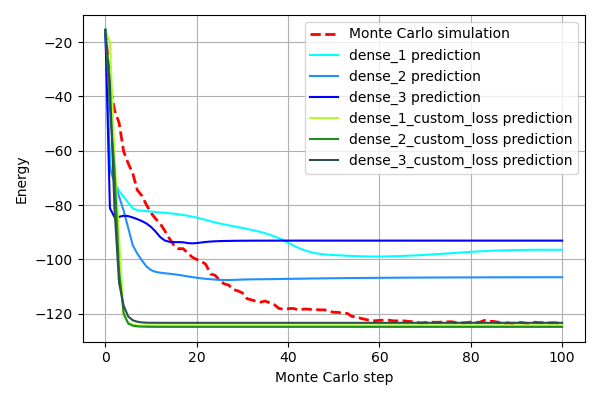 Monte Carlo simulation
dense_1 prediction
dense_2 prediction
dense_3 prediction
dense_1_custom_loss prediction
dense_2_custom_loss prediction
dense_3_custom_loss prediction
Energy
−20
−40
−60
−80
−100
−120
0
20
40
60
80
100
Monte Carlo step